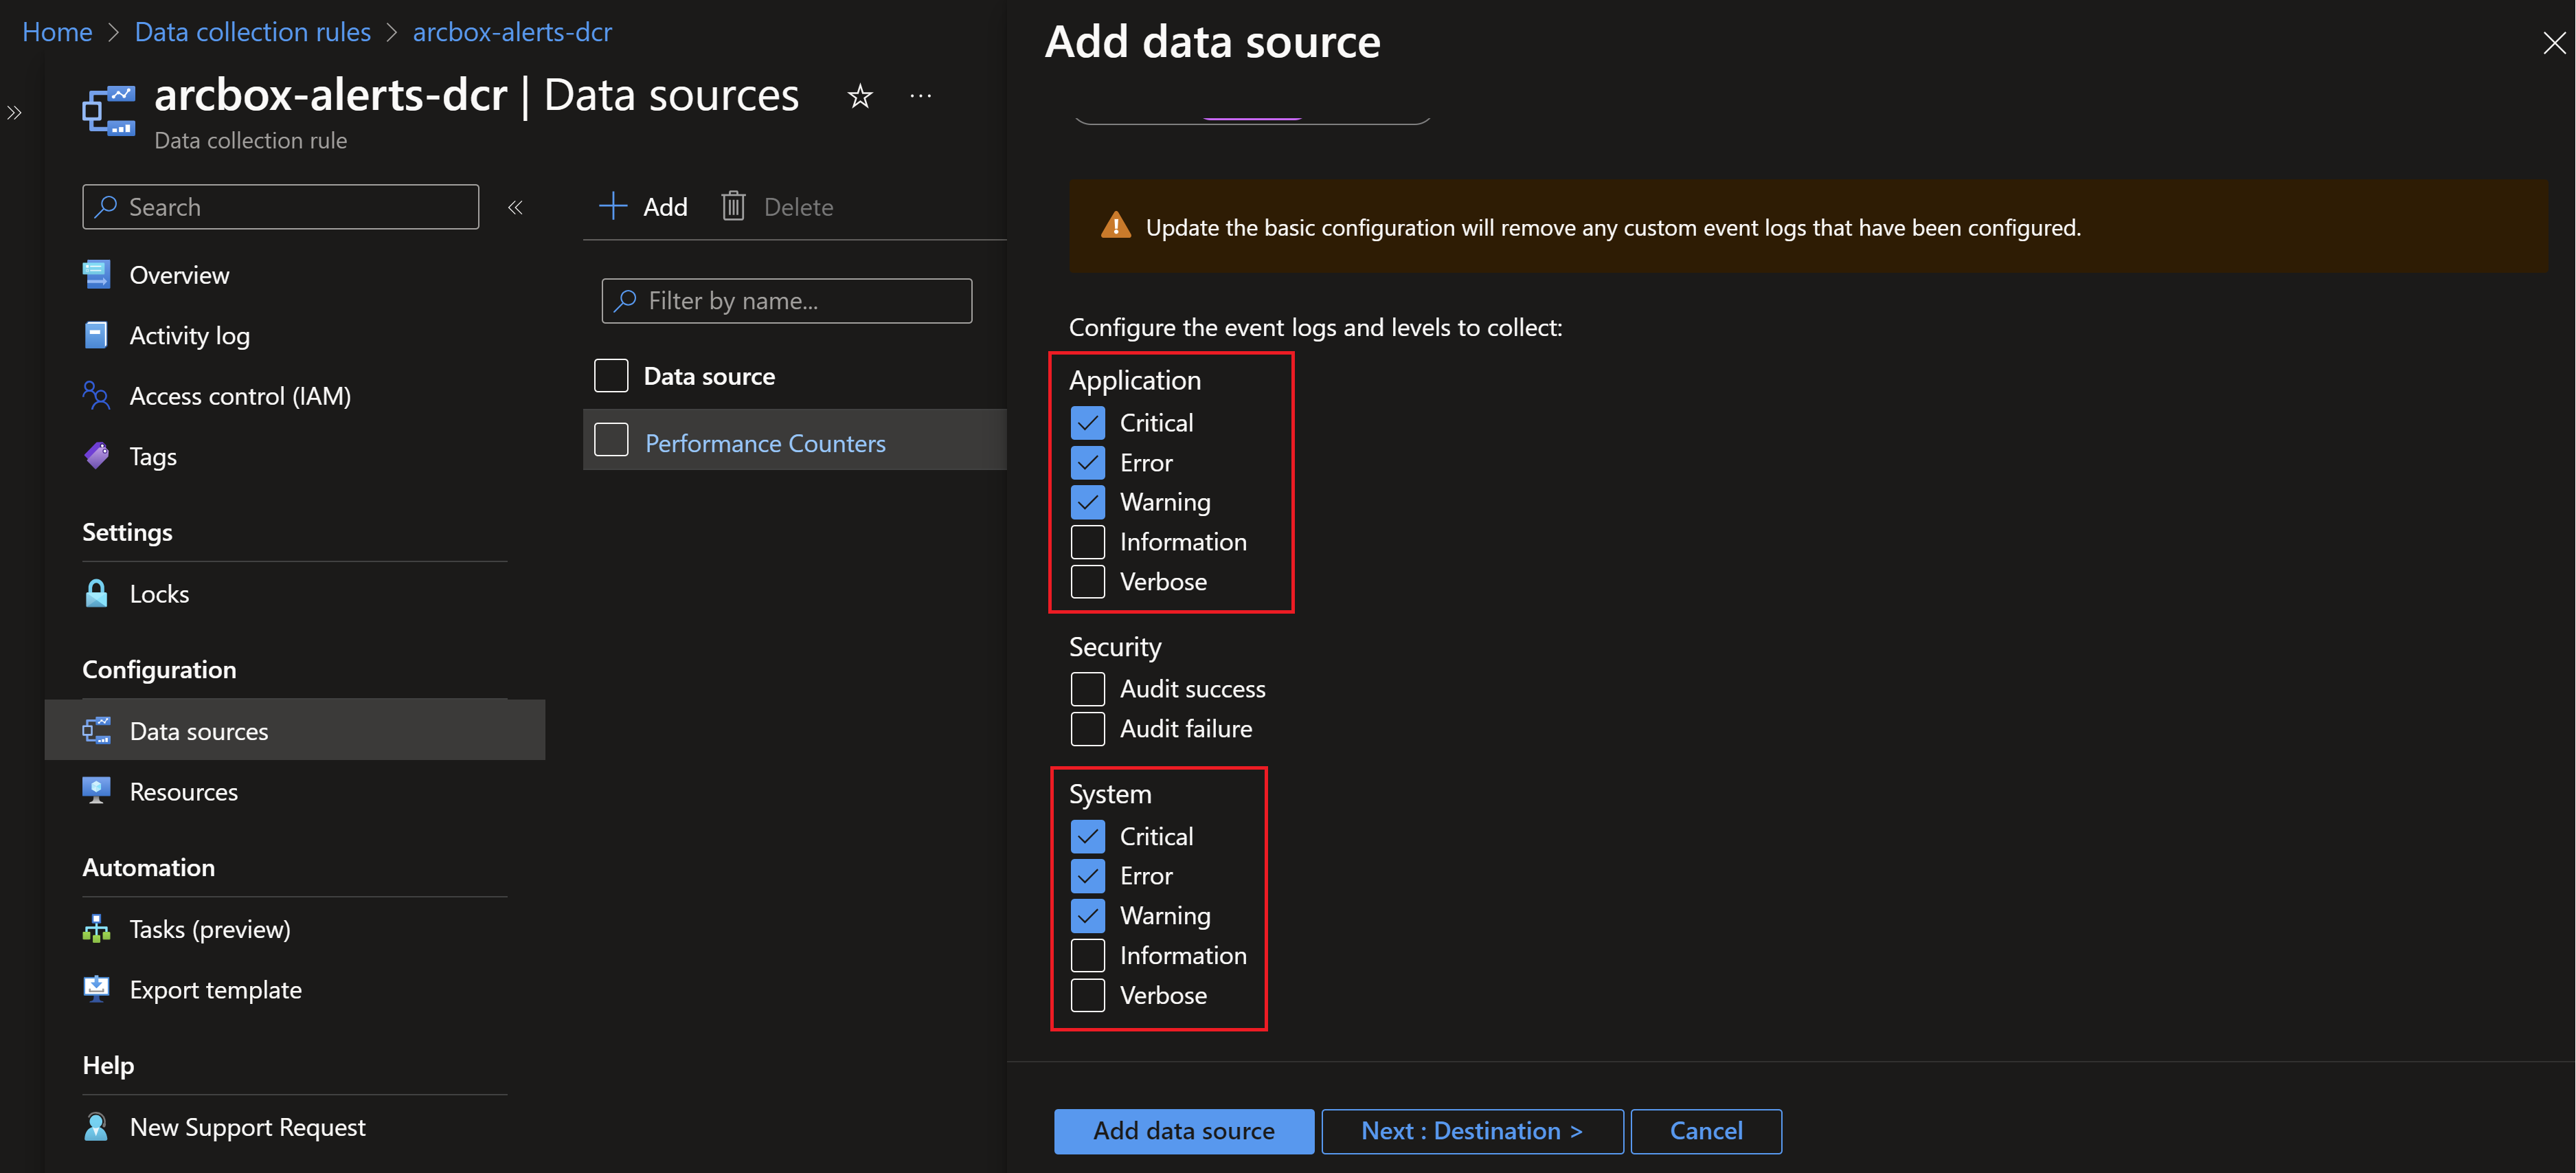 Home > Data collection rules > arcbox-alerts-dcr
arcbox-alerts-dcr | Data sources
Data collection rule
Search
Overview
Activity log
Access control (IAM)
Tags
Settings
Locks
Configuration
Data sources
Resources
Automation
Tasks (preview)
Export template
Help
New Support Request
Add Delete
Filter by name...
Data source
Performance Counters
Add data source
Update the basic configuration will remove any custom event logs that have been configured.
Configure the event logs and levels to collect:
Application
Critical
Error
Warning
Information
Verbose
Security
Audit success
Audit failure
System
Critical
Error
Warning
Information
Verbose
Add data source Next : Destination > Cancel